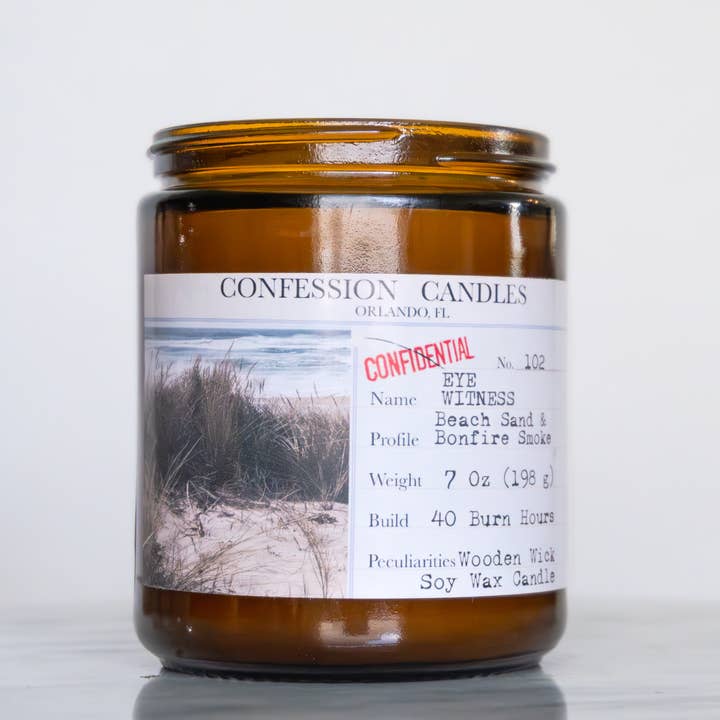 CONFESSION CANDLES
ORLANDO, FL
CONFIDENTIAL
No. 102
Name EYE WITNESS
Profile Beach Sand & Bonfire Smoke
Weight 7 Oz (198 g)
Build 40 Burn Hours
Peculiarities Wooden Wick
Soy Wax Candle